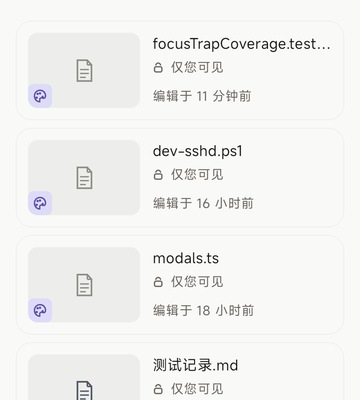 focusTrapCoverage.test...
仅您可见
编辑于 11 分钟前
dev-sshd.ps1
仅您可见
编辑于 16 小时前
modals.ts
仅您可见
编辑于 18 小时前
测试记录.md
仅您可见